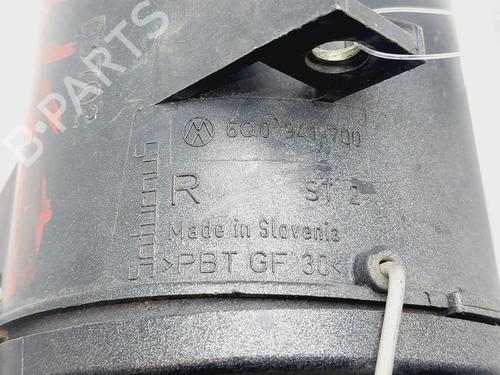 B-PARTS
6Q0 941 700
R ST 2
Made in Slovenia
>PBT GF 30<